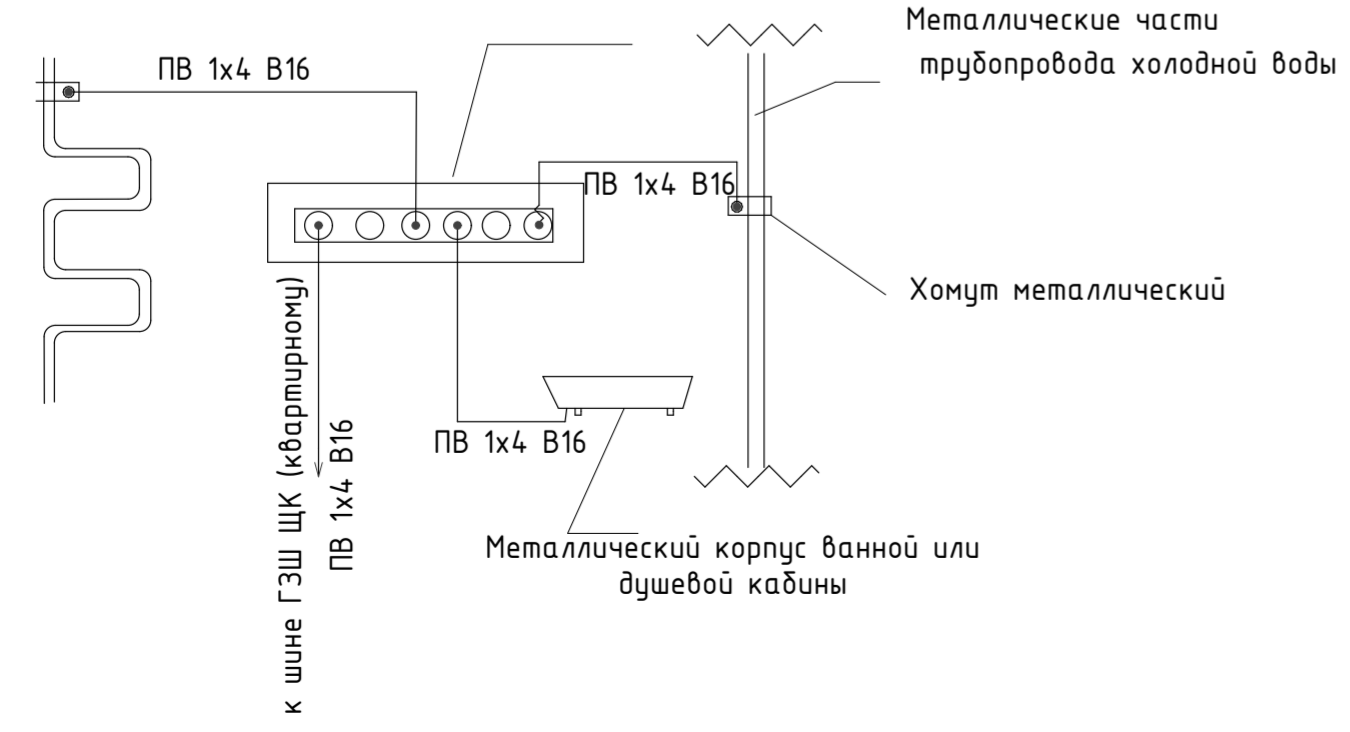 Металлические части
трубопровода холодной воды
ПВ 1х4 В16
ПВ 1х4 В16
Хомут металлический
к шине ГЗШ ЩК (квартирному)
ПВ 1х4 В16
ПВ 1х4 В16
Металлический корпус ванной или
душевой кабины